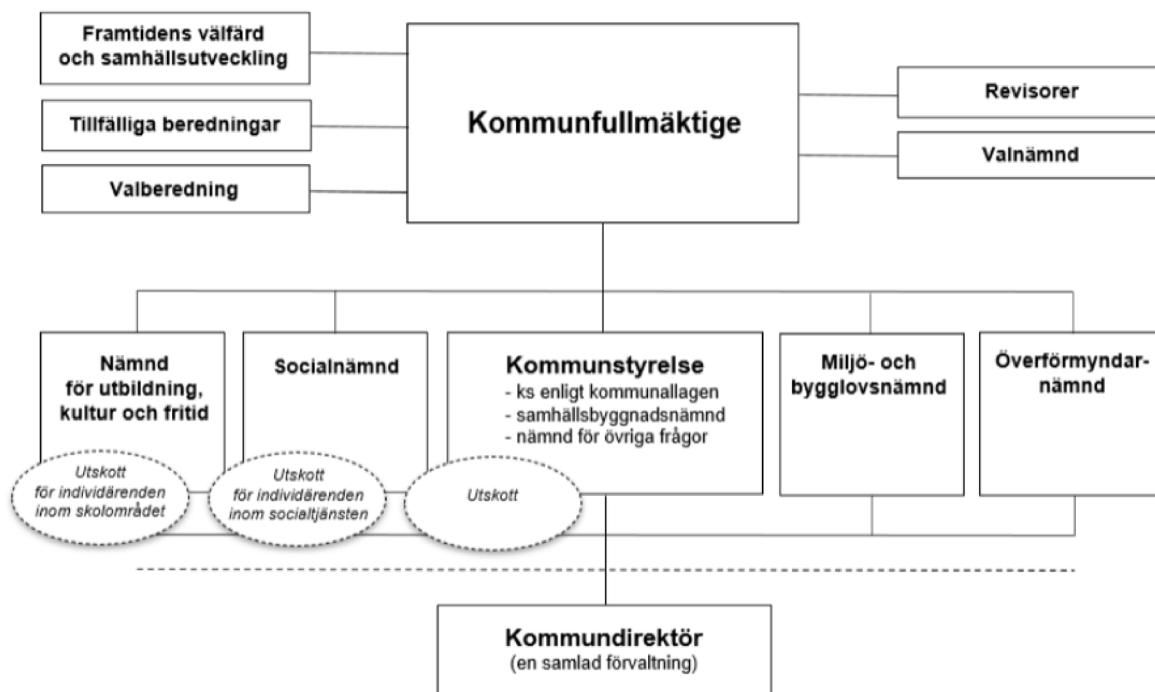 Framtidens välfärd
och samhällsutveckling
Tillfälliga beredningar
Valberedning
Kommunfullmäktige
Revisorer
Valnämnd
Nämnd
för utbildning,
kultur och fritid
Utskott
för individärenden
inom skolområdet
Socialnämnd
Utskott
för individärenden
inom socialtjänsten
Kommunstyrelse
- ks enligt kommunallagen
- samhällsbyggnadsnämnd
- nämnd för övriga frågor
Utskott
Miljö- och
bygglovsnämnd
Överförmyndar-
nämnd
Kommundirektör
(en samlad förvaltning)